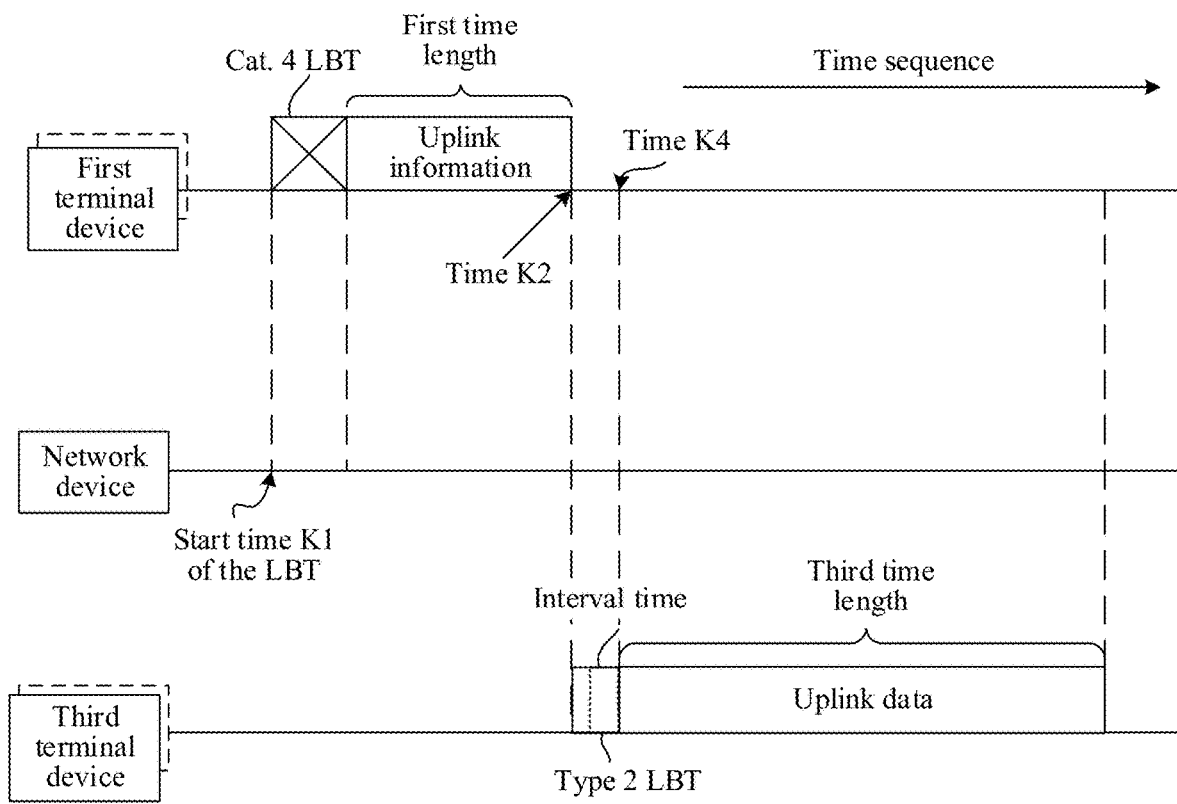 First time
length
Cat. 4 LBT
Time sequence
Uplink
information
Time K4
First
terminal
device
Time K2
Network
device
Start time K1
of the LBT
Third time
length
Interval time
Uplink data
Third
terminal
device
Type 2 LBT